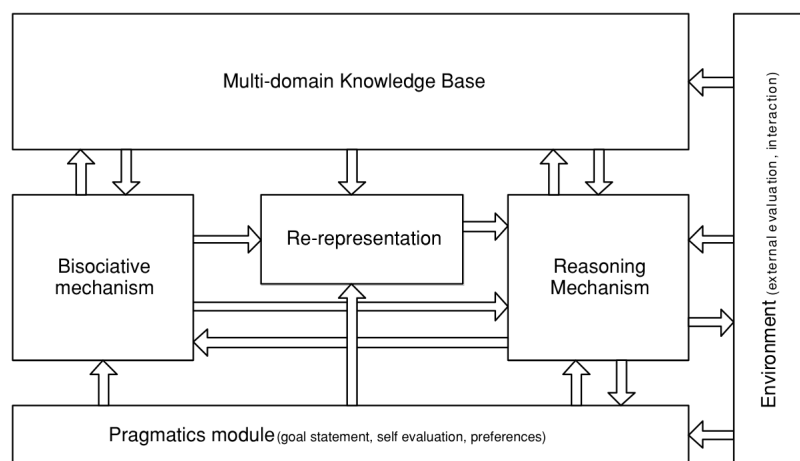 Multi-domain Knowledge Base
Bisociative
mechanism
Re-representation
Reasoning
Mechanism
Pragmatics module (goal statement, self evaluation, preferences)
Environment (external evaluation, interaction)